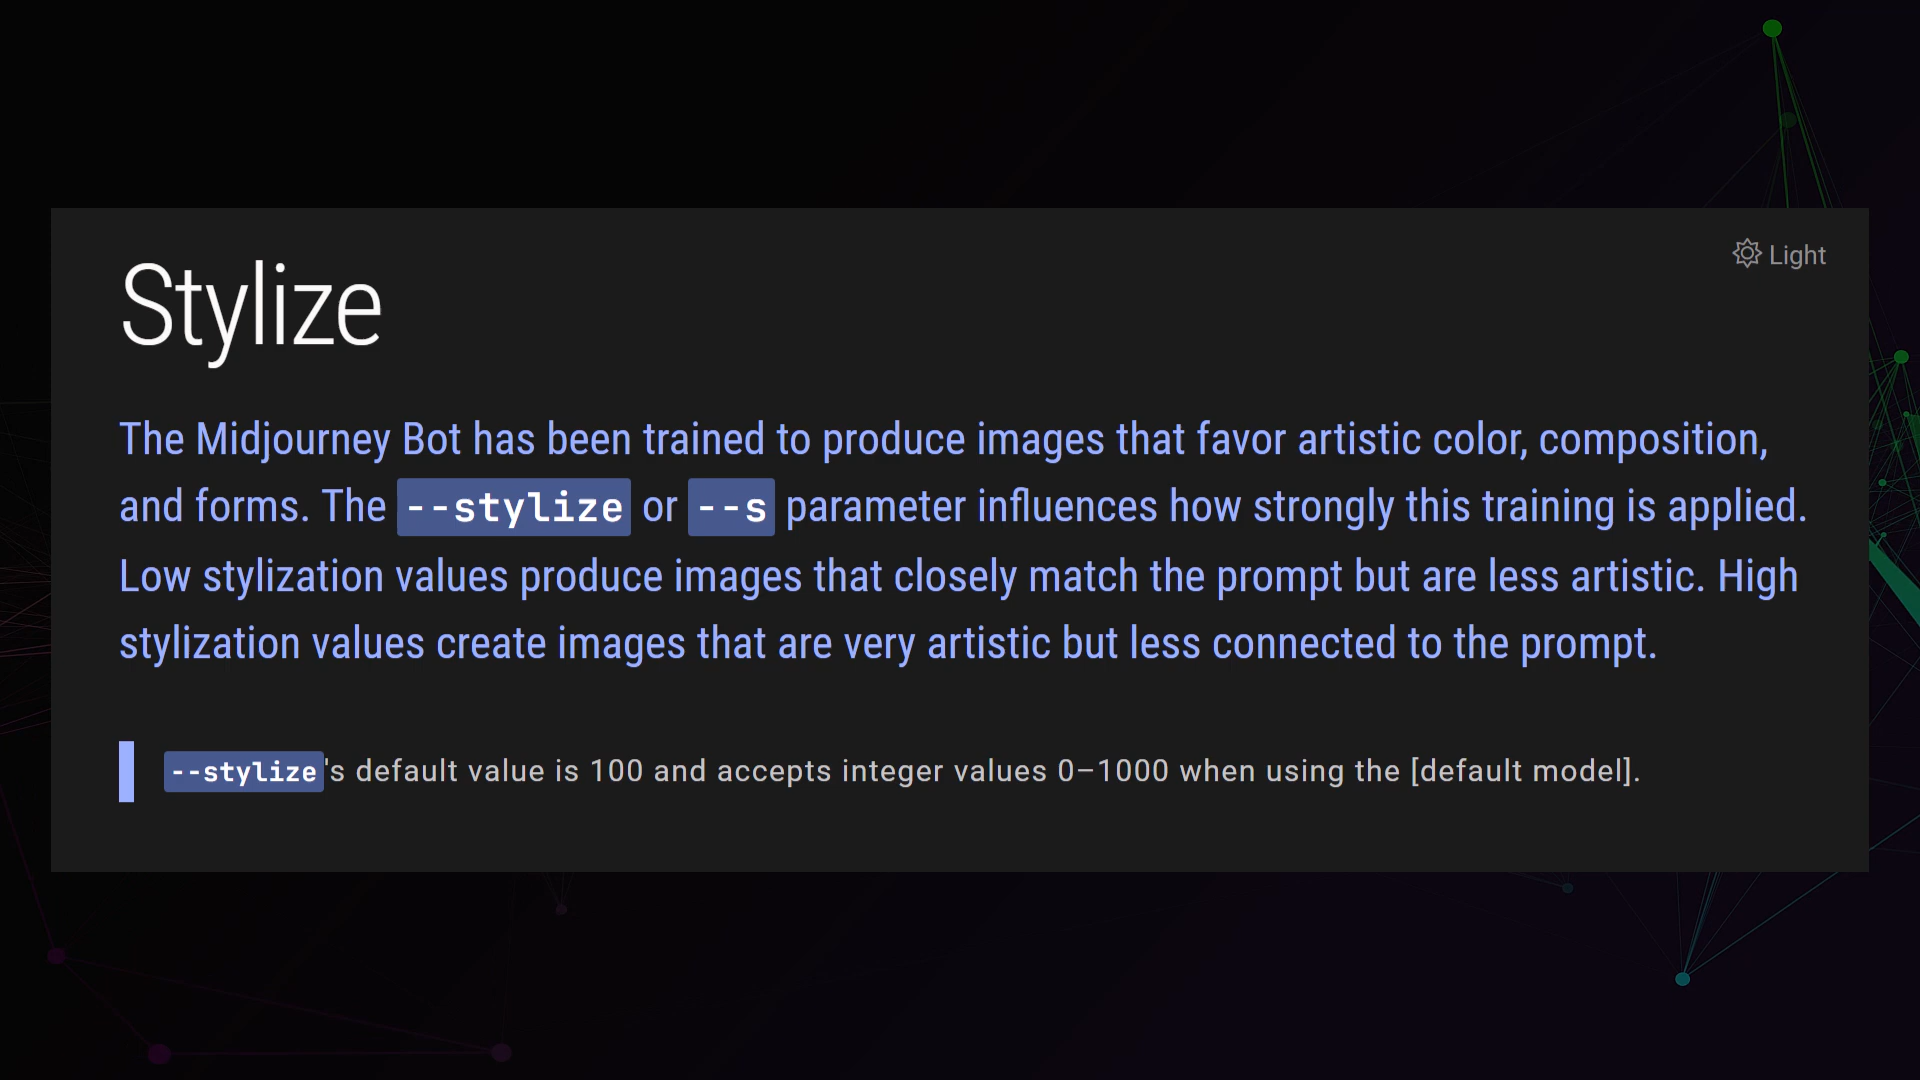 Light
Stylize
The Midjourney Bot has been trained to produce images that favor artistic color, composition,
and forms. The --stylize or --s parameter influences how strongly this training is applied.
Low stylization values produce images that closely match the prompt but are less artistic. High
stylization values create images that are very artistic but less connected to the prompt.
--stylize's default value is 100 and accepts integer values 0–1000 when using the [default model].